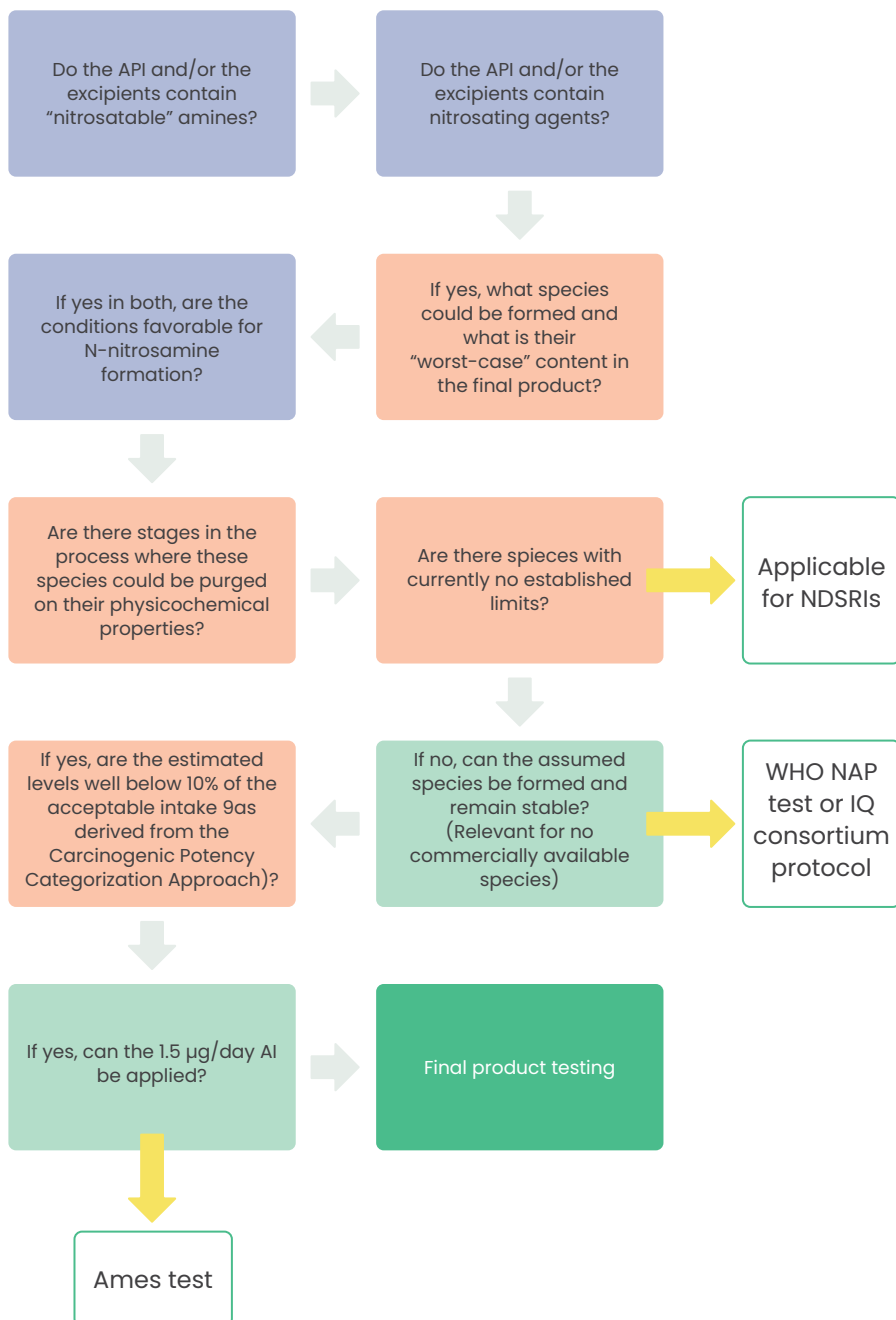 Do the API and/or the
excipients contain
“nitrosatable” amines?
Do the API and/or the
excipients contain
nitrosating agents?
If yes, what species
could be formed and
what is their
“worst-case” content in
the final product?
If yes in both, are the
conditions favorable for
N-nitrosamine
formation?
Are there stages in the
process where these
species could be purged
on their physicochemical
properties?
Are there spieces with
currently no established
limits?
Applicable
for NDSRIs
If no, can the assumed
species be formed and
remain stable?
(Relevant for no
commercially available
species)
WHO NAP
test or IQ
consortium
protocol
If yes, are the estimated
levels well below 10% of the
acceptable intake 9as
derived from the
Carcinogenic Potency
Categorization Approach)?
If yes, can the 1.5 µg/day AI
be applied?
Final product testing
Ames test